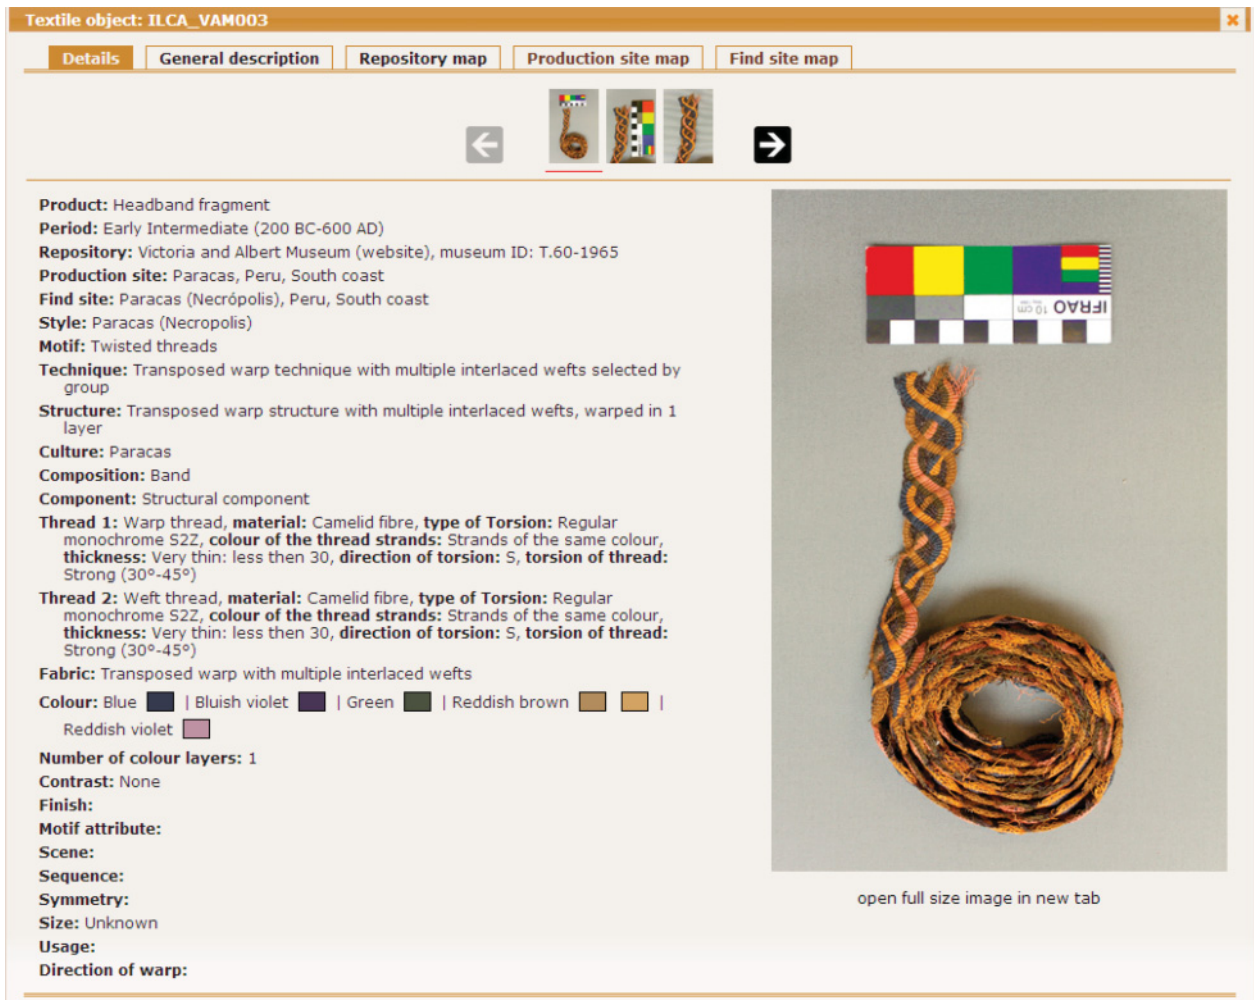 Textile object: ILCA_VAM003
Details
General description
Repository map
Production site map
Find site map
Product: Headband fragment
Period: Early Intermediate (200 BC-600 AD)
Repository: Victoria and Albert Museum (website), museum ID: T.60-1965
Production site: Paracas, Peru, South coast
Find site: Paracas (Necrópolis), Peru, South coast
Style: Paracas (Necropolis)
Motif: Twisted threads
Technique: Transposed warp technique with multiple interlaced wefts selected by
group
Structure: Transposed warp structure with multiple interlaced wefts, warped in 1
layer
Culture: Paracas
Composition: Band
Component: Structural component
Thread 1: Warp thread, material: Camelid fibre, type of Torsion: Regular
monochrome S2Z, colour of the thread strands: Strands of the same colour,
thickness: Very thin: less then 30, direction of torsion: S, torsion of thread:
Strong (30º-45º)
Thread 2: Weft thread, material: Camelid fibre, type of Torsion: Regular
monochrome S2Z, colour of the thread strands: Strands of the same colour,
thickness: Very thin: less then 30, direction of torsion: S, torsion of thread:
Strong (30º-45º)
Fabric: Transposed warp with multiple interlaced wefts
Colour: Blue | Bluish violet | Green | Reddish brown |
Reddish violet
Number of colour layers: 1
Contrast: None
Finish:
Motif attribute:
Scene:
Sequence:
Symmetry:
Size: Unknown
Usage:
Direction of warp:
IFRAO 10 cm
open full size image in new tab